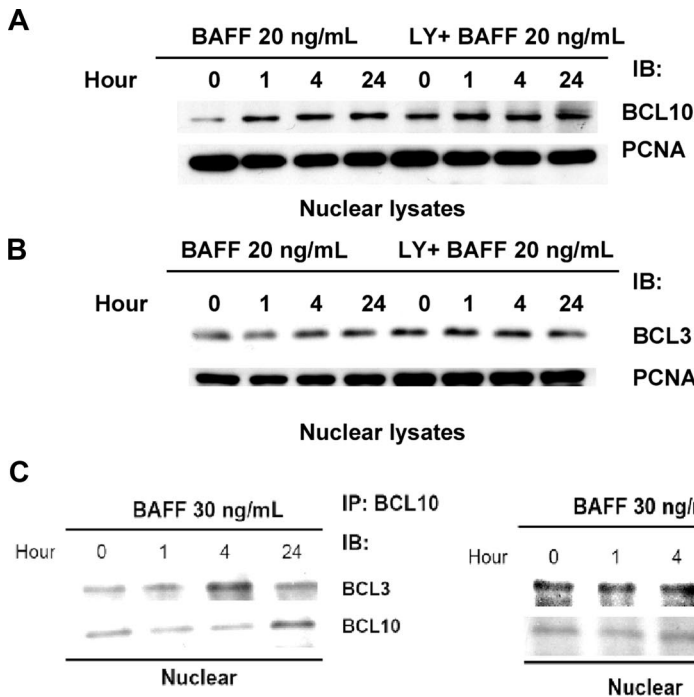 A
BAFF 20 ng/mL LY+ BAFF 20 ng/mL
IB:
Hour 0 1 4 24 0 1 4 24
BCL10
PCNA
Nuclear lysates
B
BAFF 20 ng/mL LY+ BAFF 20 ng/mL
IB:
Hour 0 1 4 24 0 1 4 24
BCL3
PCNA
Nuclear lysates
C
BAFF 30 ng/mL IP: BCL10 BAFF 30 ng/
Hour 0 1 4 24 IB: Hour 0 1 4
BCL3
BCL10
Nuclear Nuclear